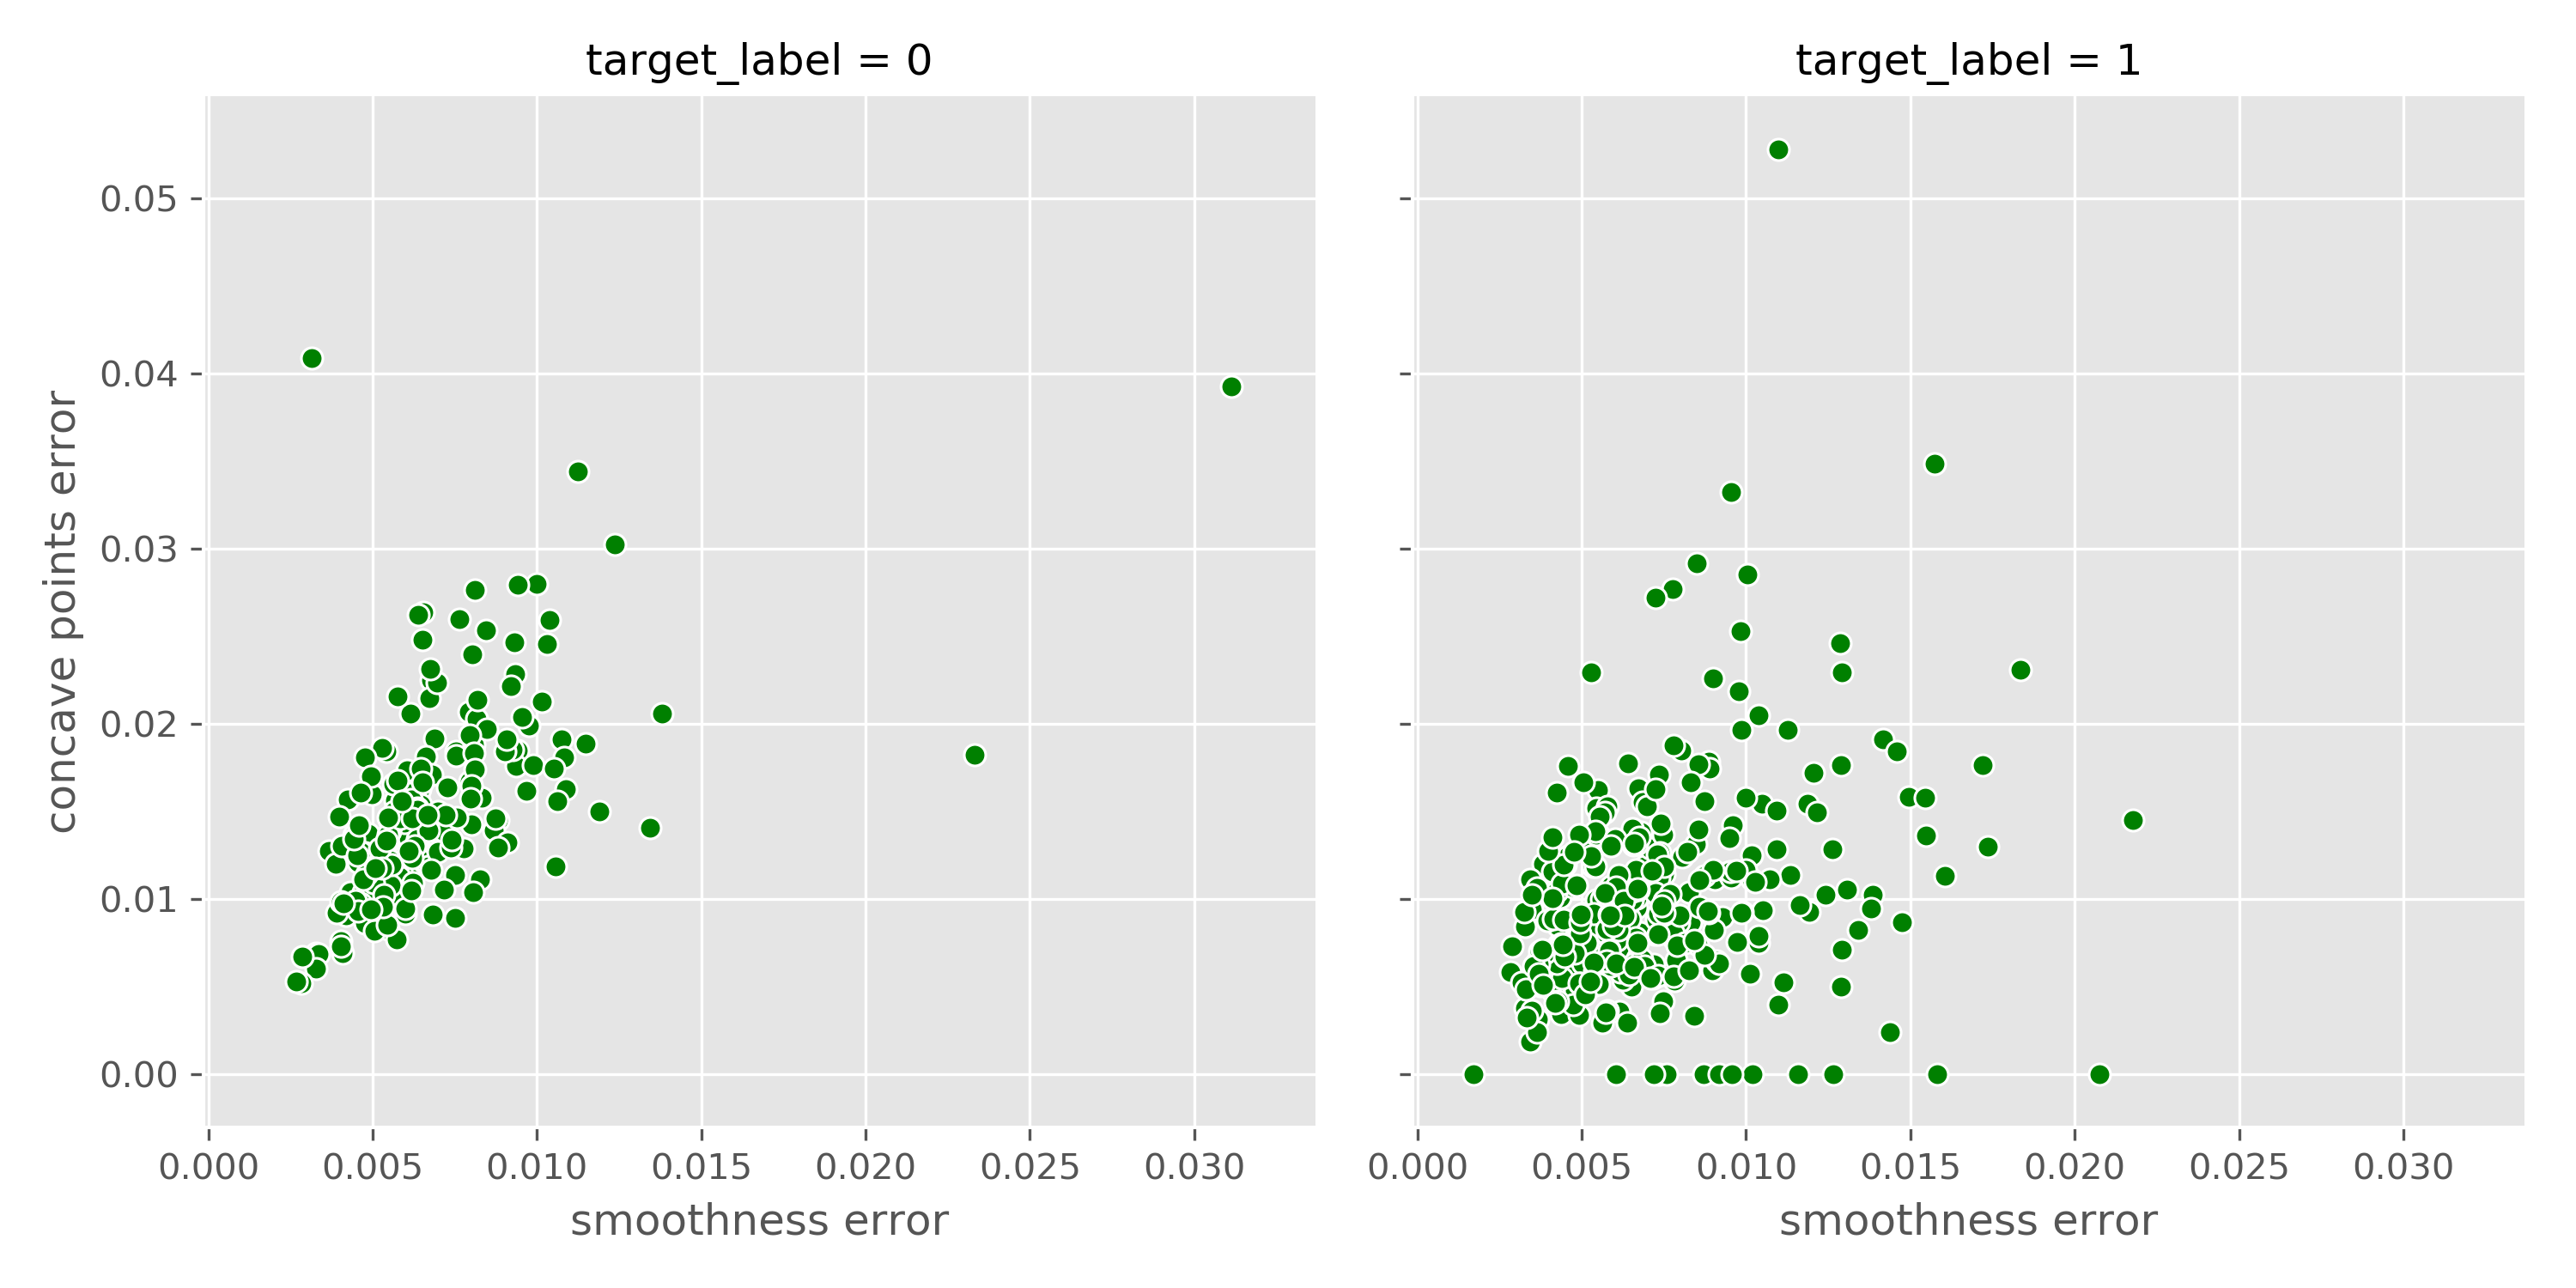 target_label = 0
target_label = 1
concave points error
0.05
0.04
0.03
0.02
0.01
0.00
0.000 0.005 0.010 0.015 0.020 0.025 0.030
0.000 0.005 0.010 0.015 0.020 0.025 0.030
smoothness error
smoothness error